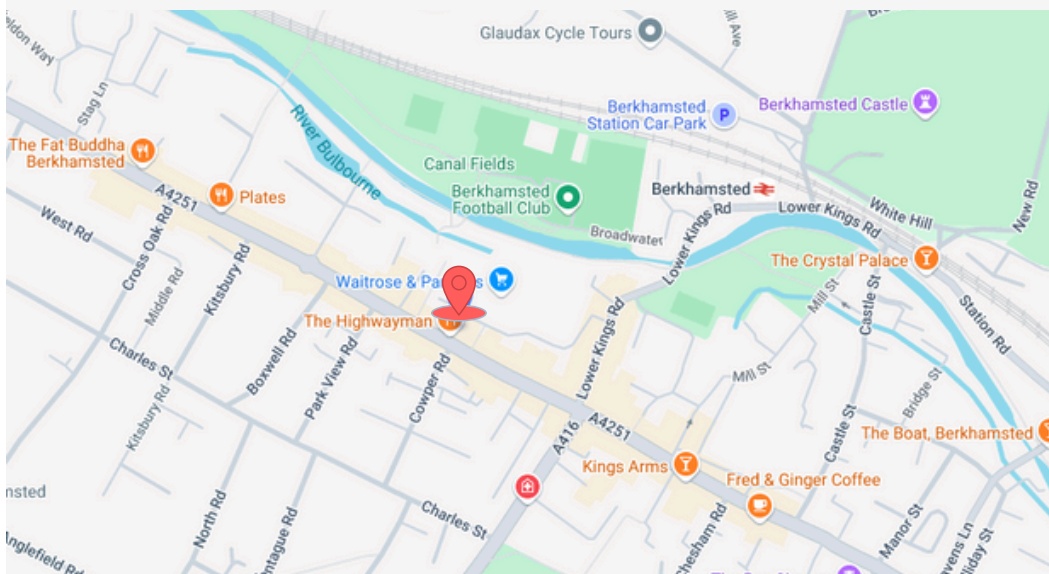 Glaudax Cycle Tours
Stag Ln
Berkhamsted
Station Car Park
P
Berkhamsted Castle
The Fat Buddha
Berkhamsted
River Bulbourne
Canal Fields
Berkhamsted
Football Club
Berkhamsted
A4251
Plates
West Rd
Cross Oak Rd
Middle Rd
Kitsbury Rd
Broadwater
Lower Kings Rd
Lower Kings Rd
White Hill
New Rd
The Crystal Palace
Waitrose &
The Highwayman
Mill St
Castle St
Station Rd
Charles St
Boxwell Rd
Park View Rd
Cowper Rd
Lower Kings Rd
Mill St
Bridge St
Kitsbury Rd
A416
A4251
Castle St
The Boat, Berkhamsted
Kings Arms
Fred & Ginger Coffee
North Rd
Charles St
Manor St